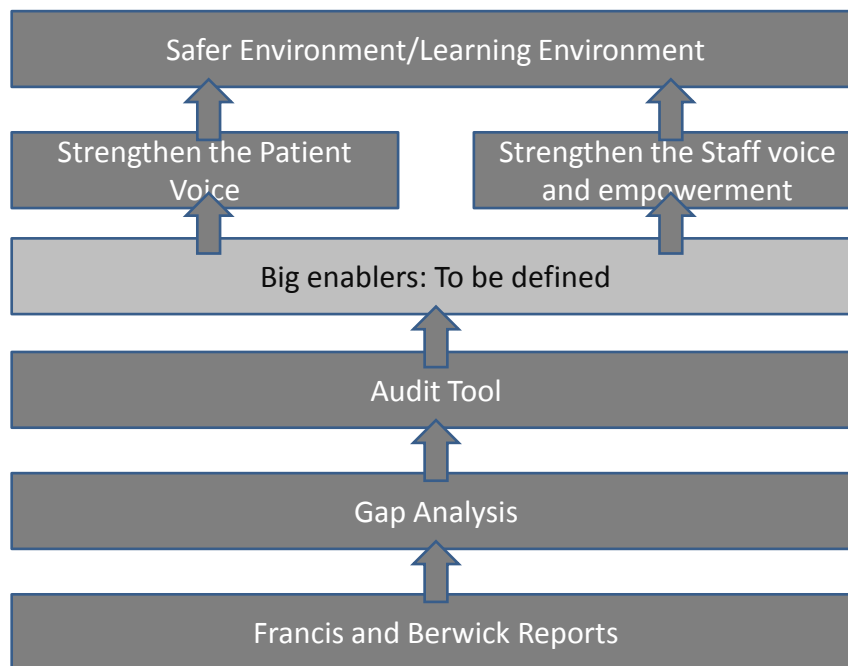 Safer Environment/Learning Environment
Strengthen the Patient
Voice
Strengthen the Staff voice
and empowerment
Big enablers: To be defined
Audit Tool
Gap Analysis
Francis and Berwick Reports